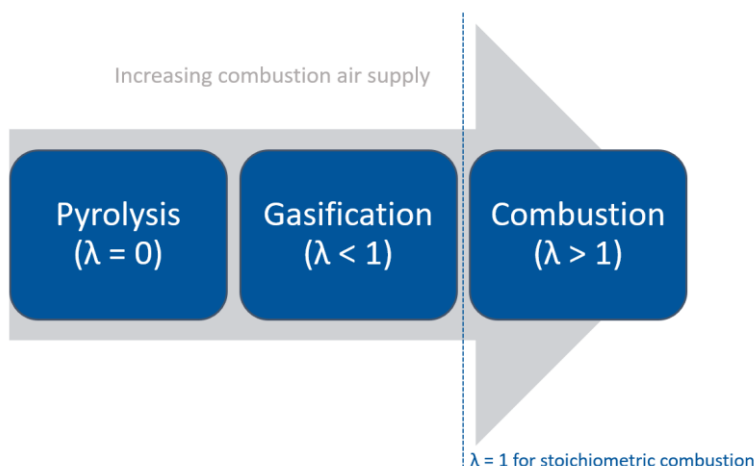 Increasing combustion air supply
Pyrolysis
(λ = 0)
Gasification
(λ < 1)
Combustion
(λ > 1)
λ = 1 for stoichiometric combustion